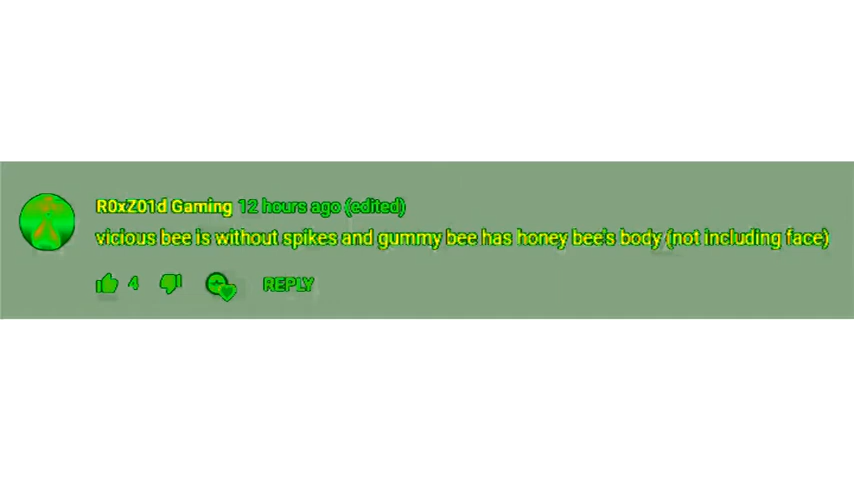 R0xZ01d Gaming 12 hours ago (edited)
vicious bee is without spikes and gummy bee has honey bee's body (not including face)
4 REPLY